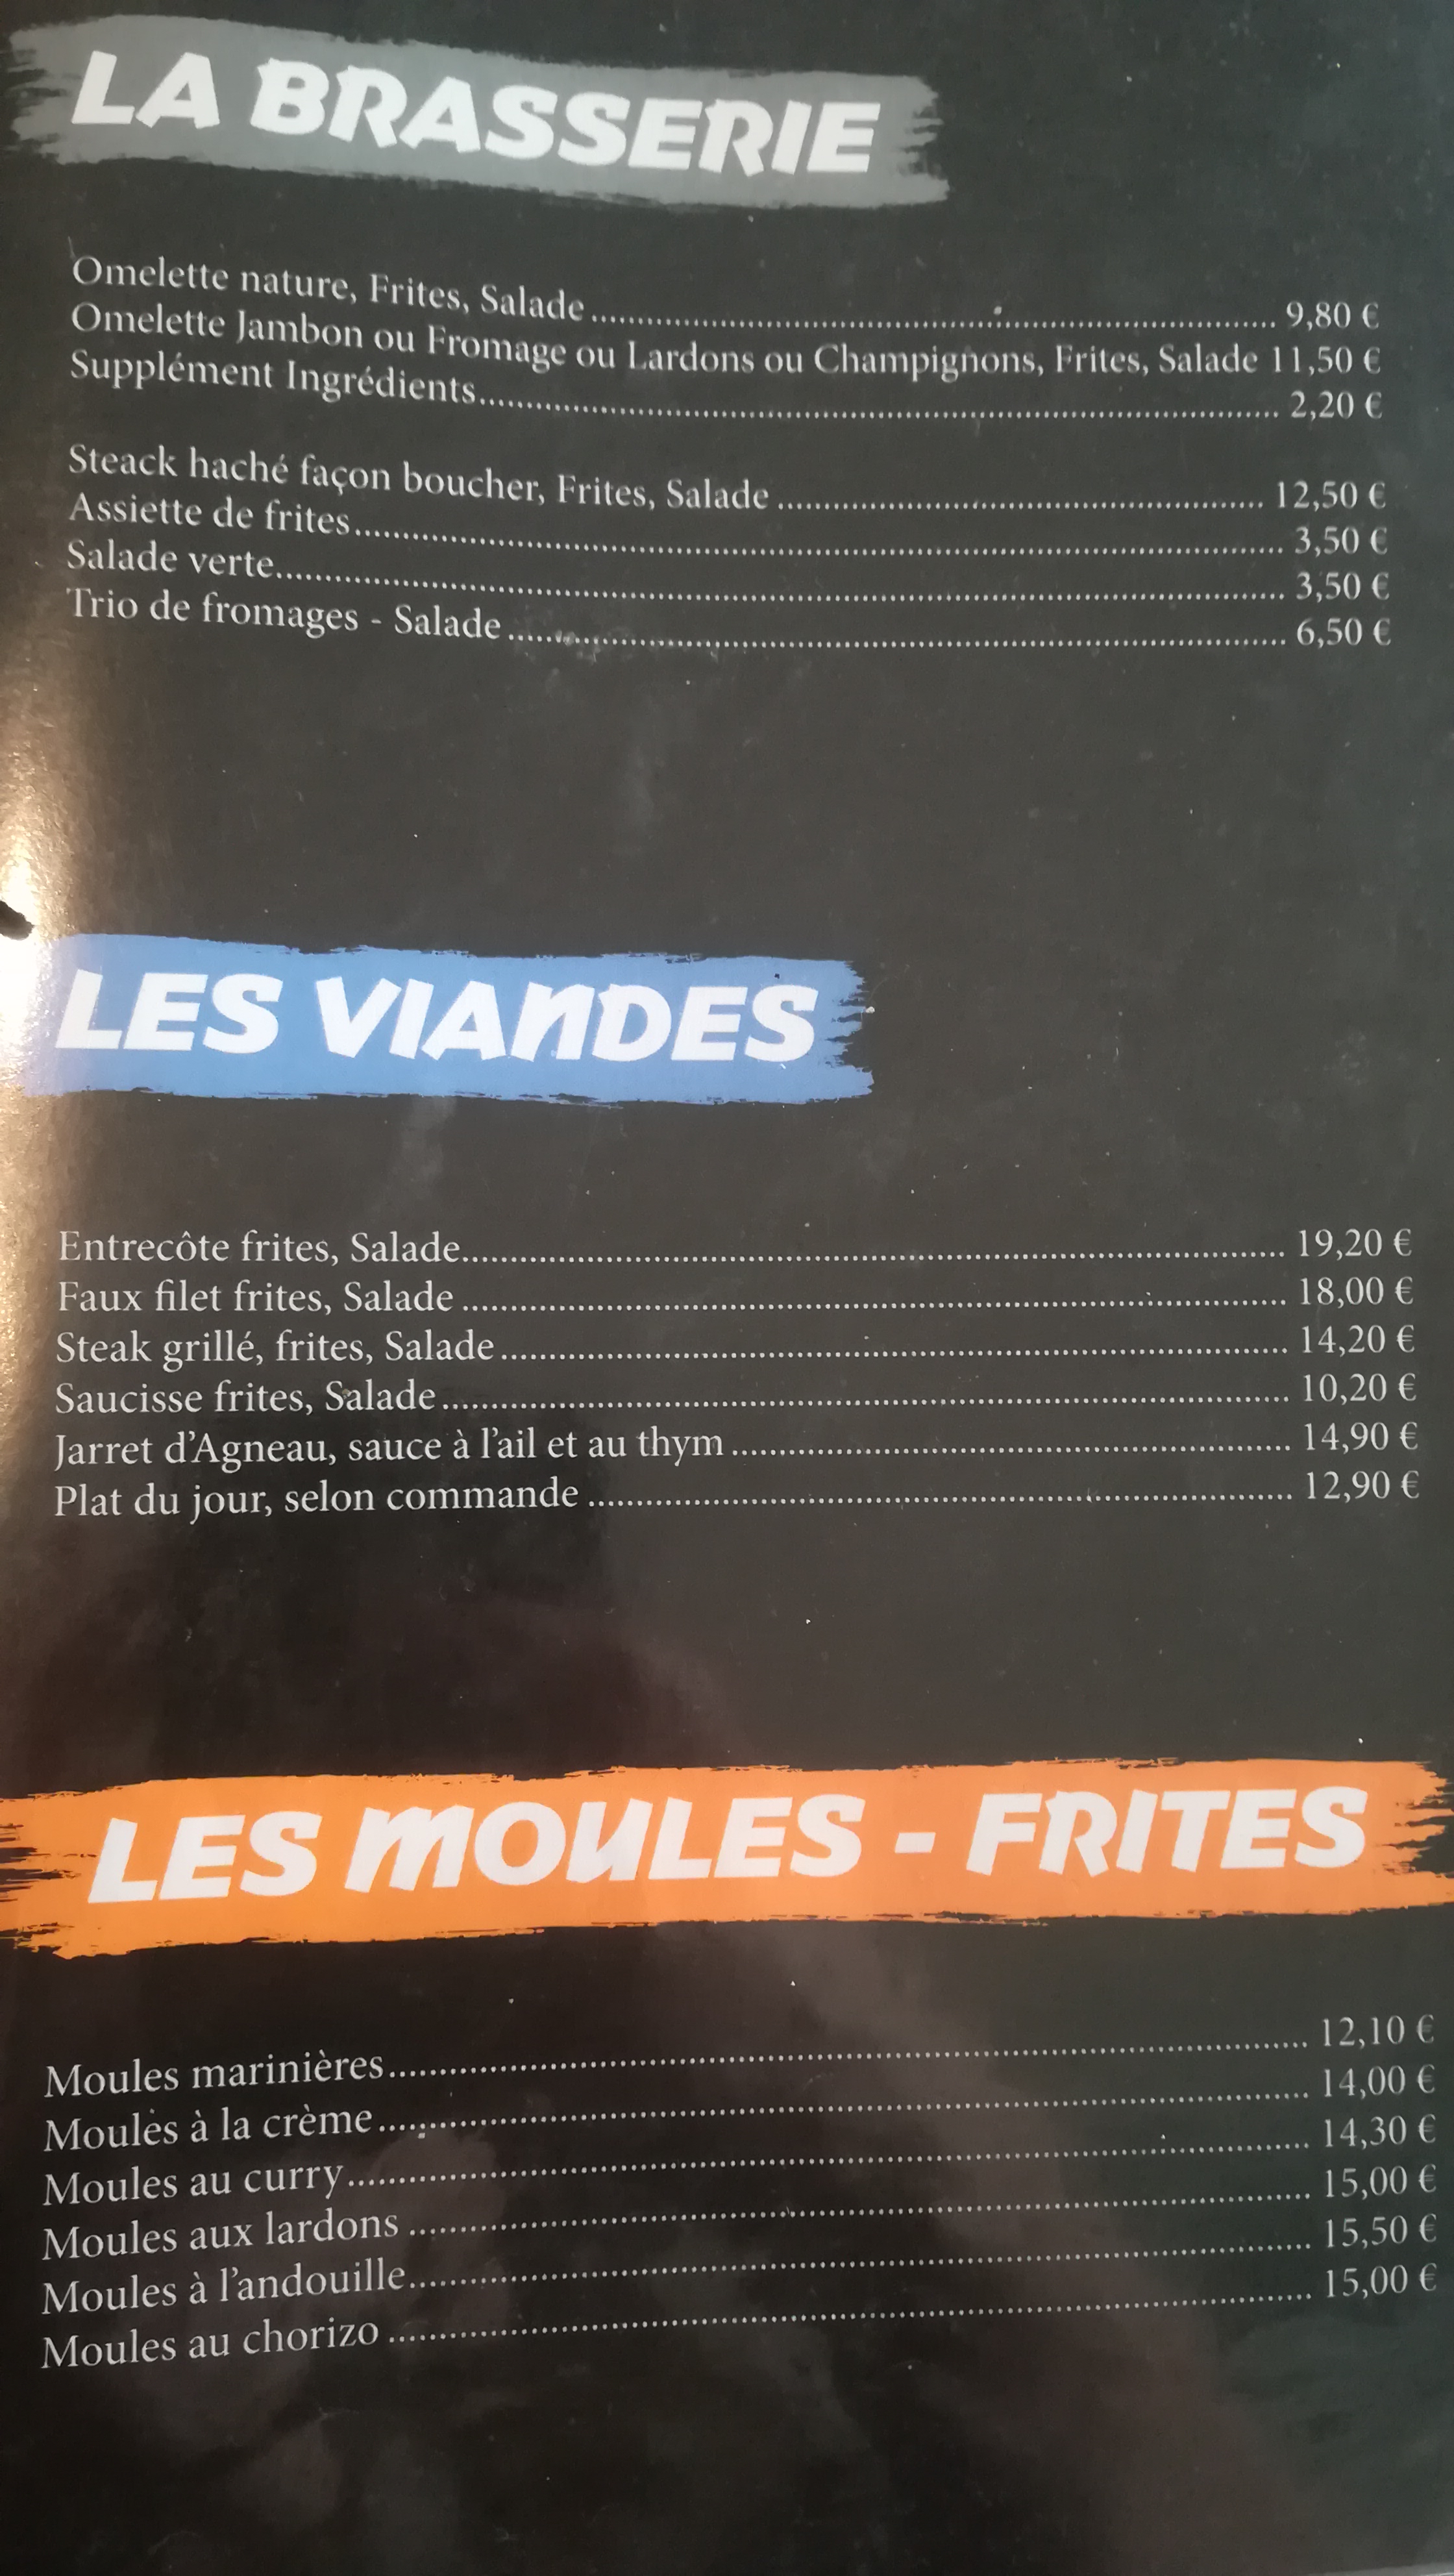 LA BRASSERIE
Omelette nature, Frites, Salade ........ 9,80 €
Omelette Jambon ou Fromage ou Lardons ou Champignons, Frites, Salade 11,50 €
Supplément Ingrédients ........ 2,20 €
Steack haché façon boucher, Frites, Salade ........ 12,50 €
Assiette de frites ........ 3,50 €
Salade verte ........ 3,50 €
Trio de fromages - Salade ........ 6,50 €
LES VIANDES
Entrecôte frites, Salade ........ 19,20 €
Faux filet frites, Salade ........ 18,00 €
Steak grillé, frites, Salade ........ 14,20 €
Saucisse frites, Salade ........ 10,20 €
Jarret d'Agneau, sauce à l'ail et au thym ........ 14,90 €
Plat du jour, selon commande ........ 12,90 €
LES MOULES - FRITES
Moules marinières ........ 12,10 €
Moules à la crème ........ 14,00 €
Moules au curry ........ 14,30 €
Moules aux lardons ........ 15,00 €
Moules à l'andouille ........ 15,50 €
Moules au chorizo ........ 15,00 €